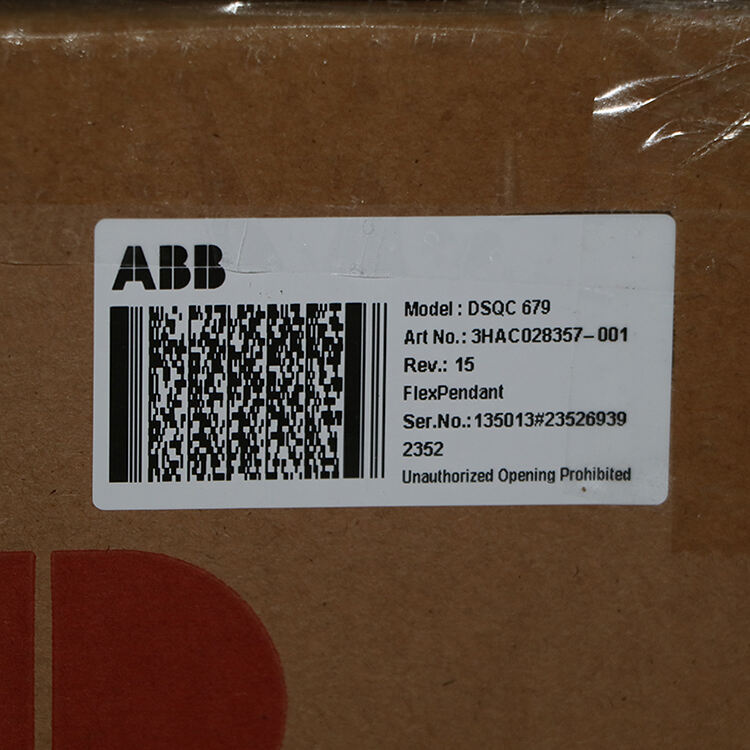 ABB
Model : DSQC 679
Art No.: 3HAC028357-001
Rev.: 15
FlexPendant
Ser.No.:135013#23526939
2352
Unauthorized Opening Prohibited